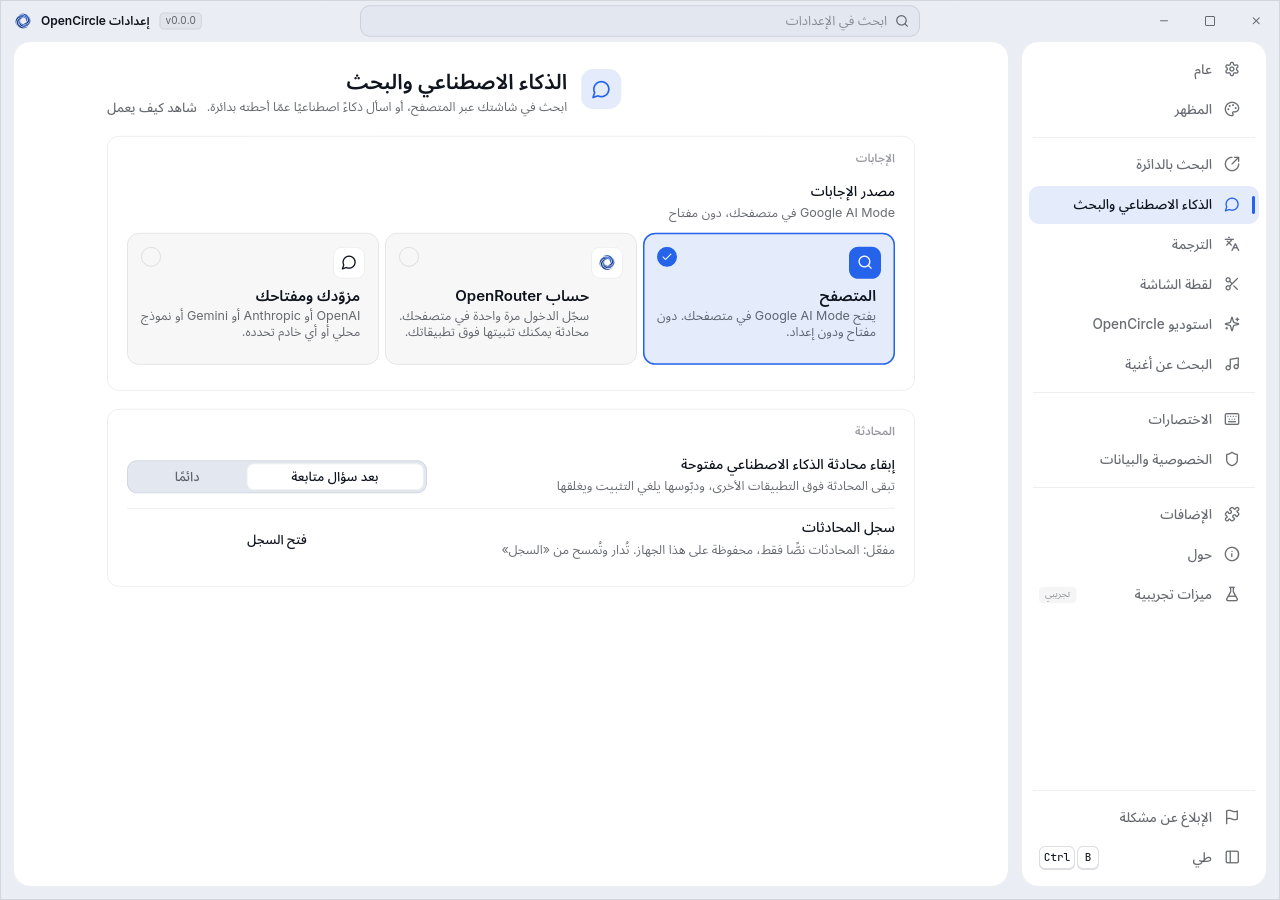 إعدادات OpenCircle
v0.0.0
ابحث في الإعدادات
عام
المظهر
البحث بالدائرة
الذكاء الاصطناعي والبحث
الترجمة
لقطة الشاشة
استوديو OpenCircle
البحث عن أغنية
الاختصارات
الخصوصية والبيانات
الإضافات
حول
ميزات تجريبية
تجريبي
الإبلاغ عن مشكلة
طي
Ctrl B
الذكاء الاصطناعي والبحث
ابحث في شاشتك عبر المتصفح، أو اسأل ذكاءً اصطناعيًا عمّا أحطته بدائرة.
شاهد كيف يعمل
الإجابات
مصدر الإجابات
Google AI Mode في متصفحك، دون مفتاح
المتصفح
يفتح Google AI Mode في متصفحك. دون
مفتاح ودون إعداد.
حساب OpenRouter
سجّل الدخول مرة واحدة في متصفحك.
محادثة يمكنك تثبيتها فوق تطبيقاتك.
مزوّدك ومفتاحك
OpenAI أو Anthropic أو Gemini أو نموذج
محلي أو أي خادم تحدده.
المحادثة
إبقاء محادثة الذكاء الاصطناعي مفتوحة
تبقى المحادثة فوق التطبيقات الأخرى، ودبّوسها يلغي التثبيت ويغلقها
بعد سؤال متابعة
دائمًا
سجل المحادثات
مفعّل: المحادثات نصًّا فقط، محفوظة على هذا الجهاز. تُدار وتُمسح من «السجل»
فتح السجل